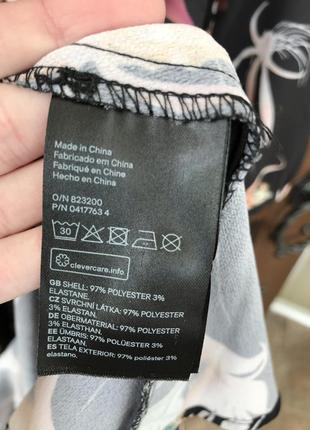 Made in China
Fabricado em China
Fabriqué en Chine
Hecho en China
O/N 823200
P/N 0417763 4
30
clevercare.info
GB SHELL: 97% POLYESTER 3%
ELASTANE.
CZ SVRCHNÍ LÁTKA: 97% POLYESTER
3% ELASTAN.
DE OBERMATERIAL: 97% POLYESTER
3% ELASTHAN.
EE ÜMBRIS: 97% POLÜESTER 3%
ELASTAAN.
ES TELA EXTERIOR: 97% poliéster 3%
elastano.